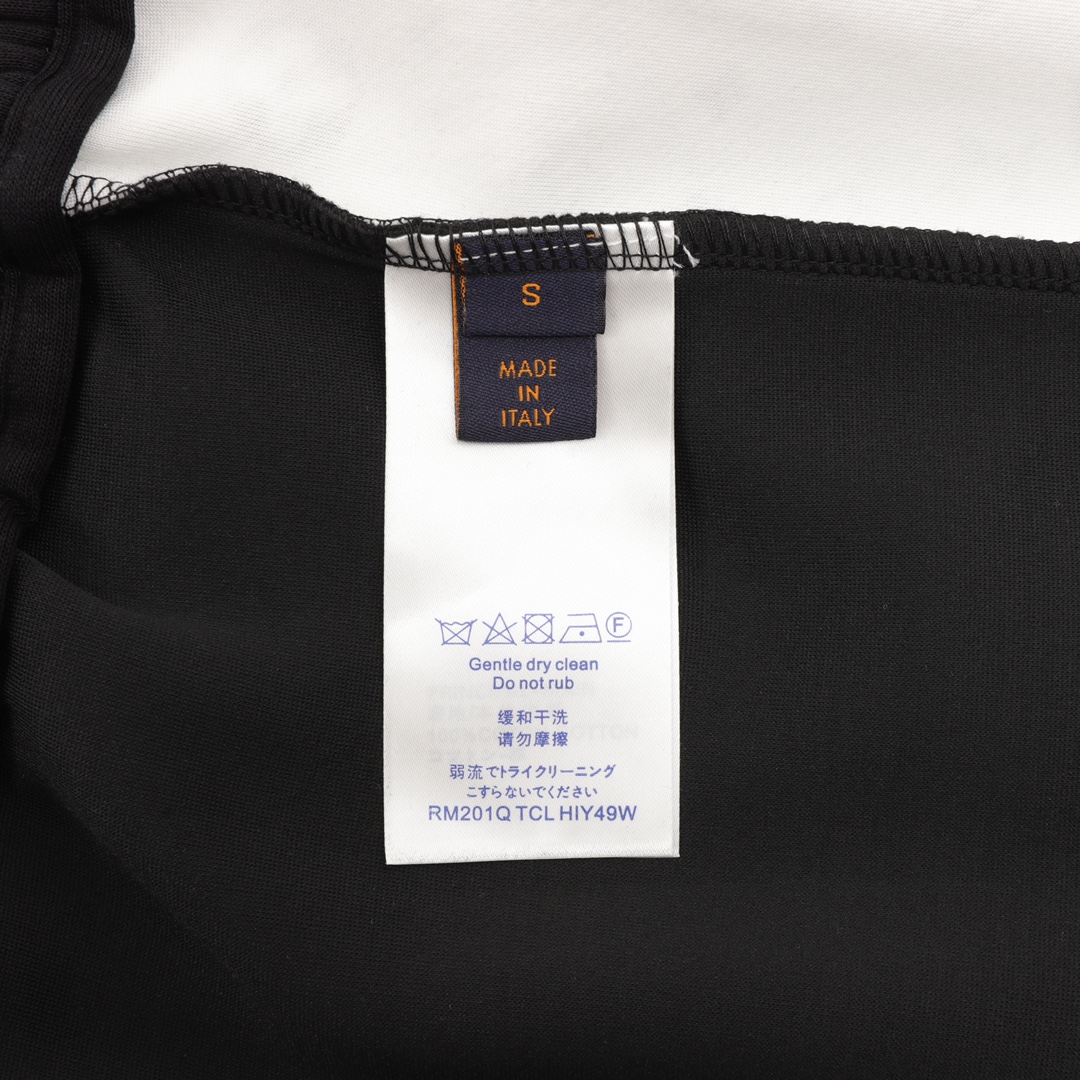 S
MADE
IN
ITALY
F
Gentle dry clean
Do not rub
缓和干洗
请勿摩擦
弱流でトライクリーニング
こすらないでください
RM201Q TCL HIY49W